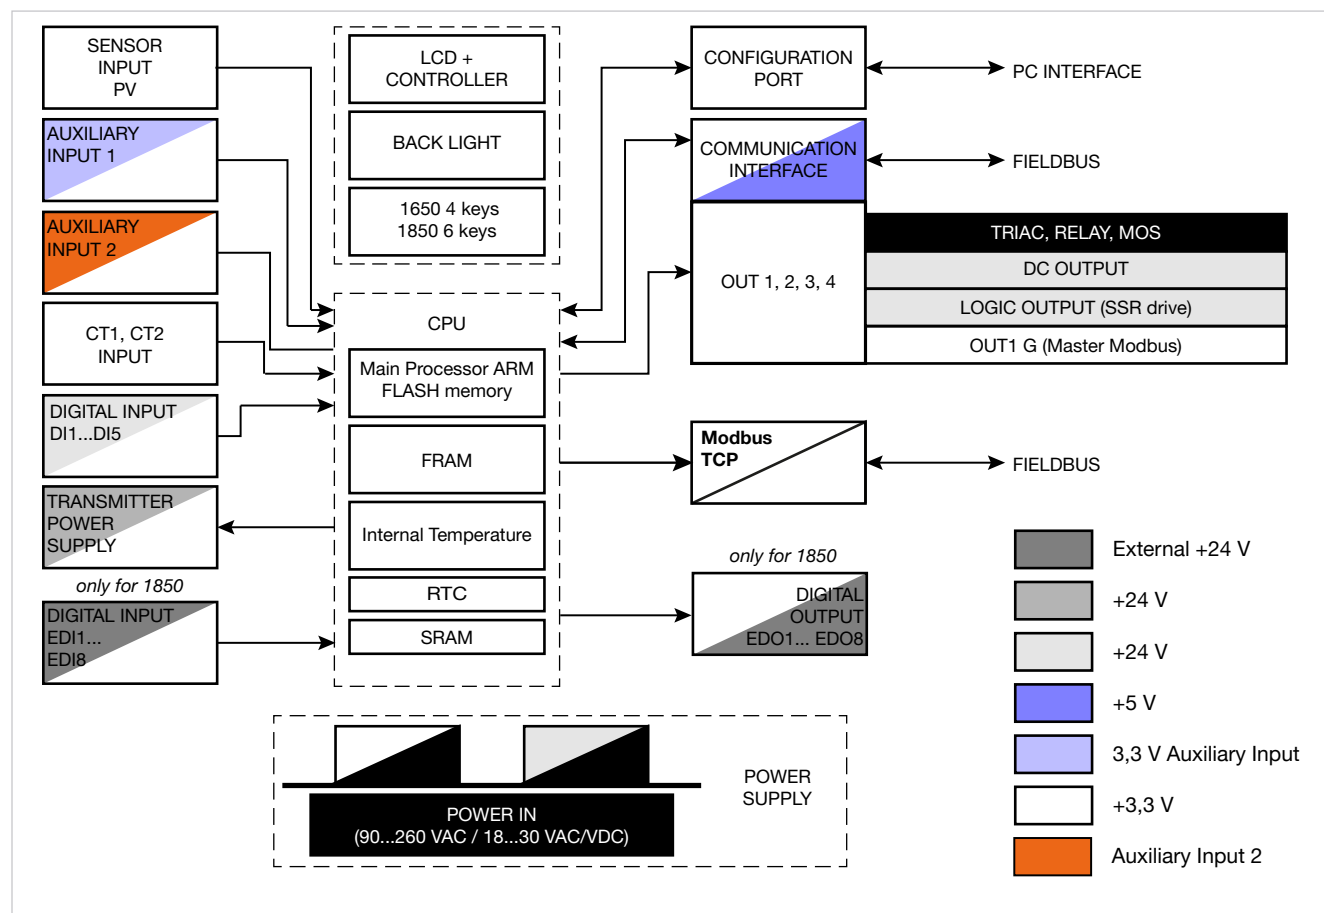 SENSOR
INPUT
PV
AUXILIARY
INPUT 1
AUXILIARY
INPUT 2
CT1, CT2
INPUT
DIGITAL INPUT
DI1...DI5
TRANSMITTER
POWER
SUPPLY
only for 1850
DIGITAL INPUT
EDI1...
EDI8
LCD +
CONTROLLER
BACK LIGHT
1650 4 keys
1850 6 keys
CPU
Main Processor ARM
FLASH memory
FRAM
Internal Temperature
RTC
SRAM
CONFIGURATION
PORT
PC INTERFACE
COMMUNICATION
INTERFACE
FIELDBUS
OUT 1, 2, 3, 4
TRIAC, RELAY, MOS
DC OUTPUT
LOGIC OUTPUT (SSR drive)
OUT1 G (Master Modbus)
Modbus
TCP
FIELDBUS
only for 1850
DIGITAL
OUTPUT
EDO1... EDO8
POWER IN
(90...260 VAC / 18...30 VAC/VDC)
POWER
SUPPLY
External +24 V
+24 V
+24 V
+5 V
3,3 V Auxiliary Input
+3,3 V
Auxiliary Input 2